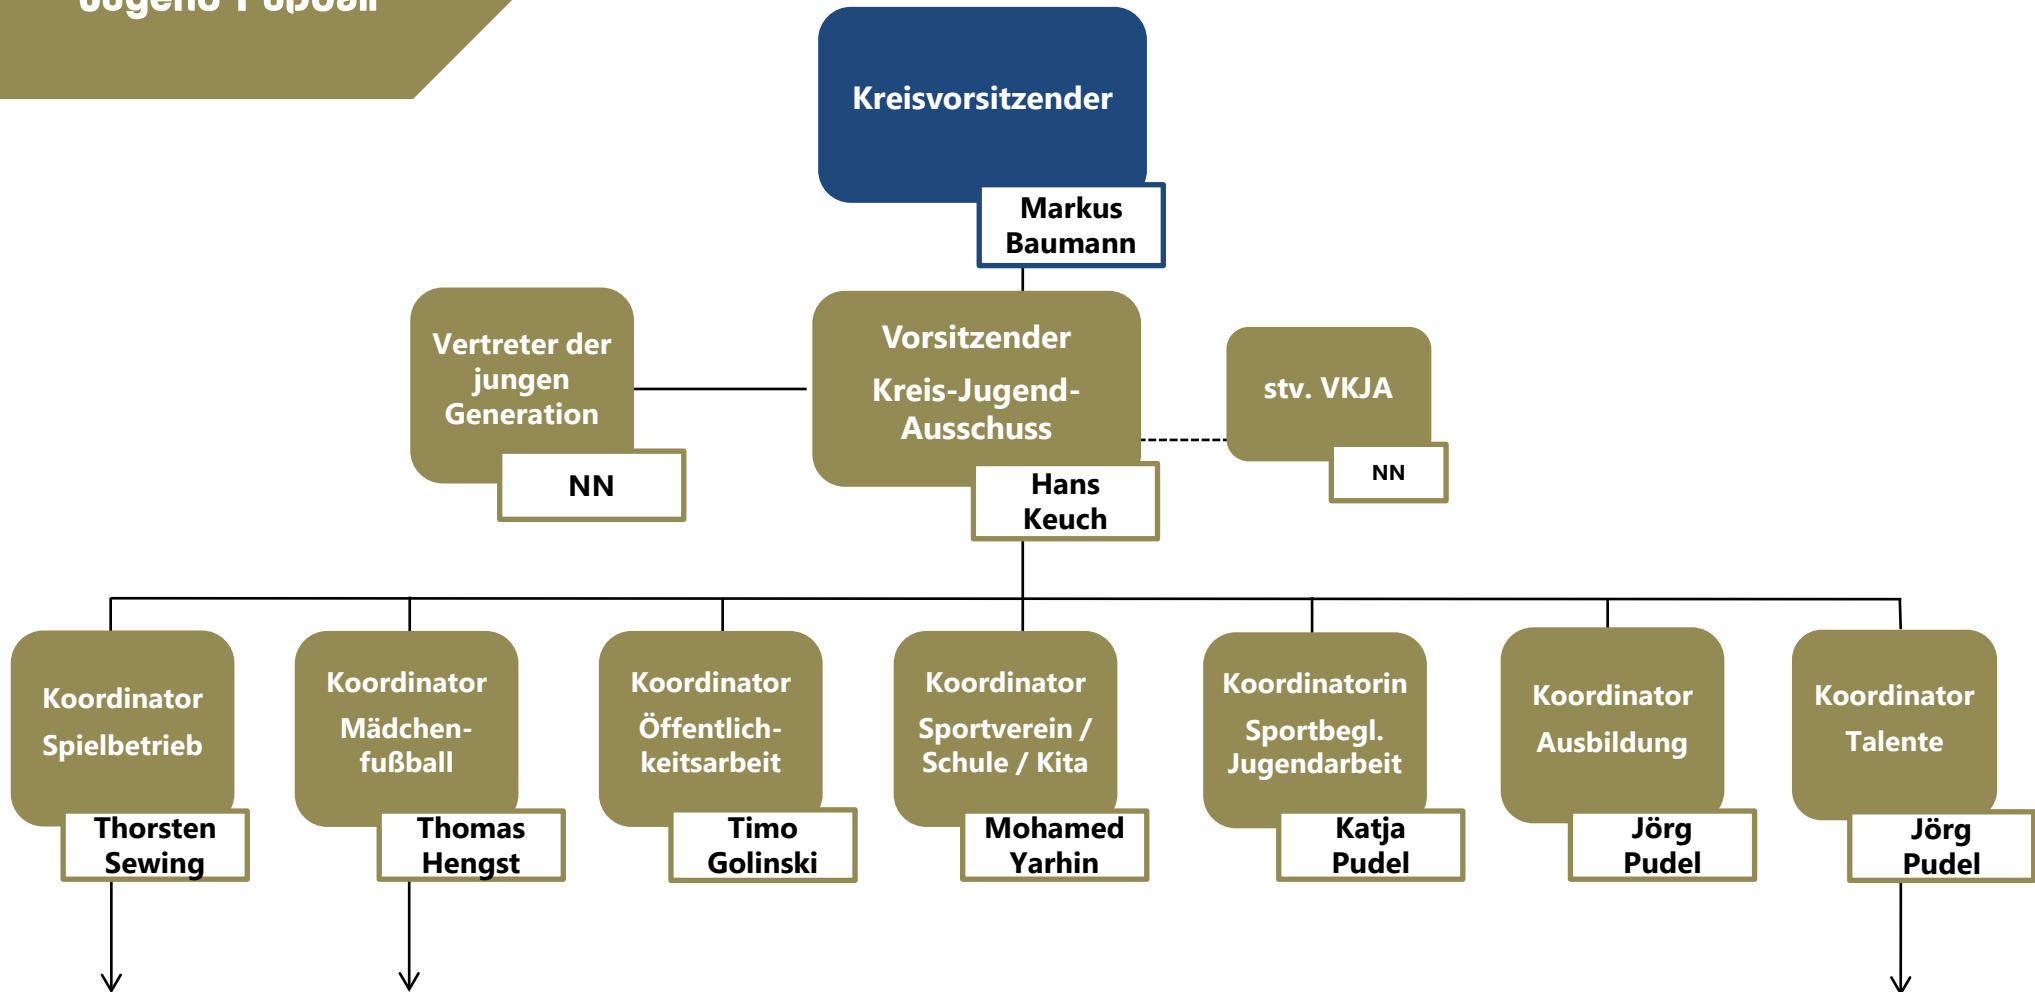 Jugend Fußball
Kreisvorsitzender
Markus
Baumann
Vertreter der
jungen
Generation
NN
Vorsitzender
Kreis-Jugend-
Ausschuss
Hans
Keuch
stv. VKJA
NN
Koordinator
Spielbetrieb
Thorsten
Sewing
Koordinator
Mädchen-
fußball
Thomas
Hengst
Koordinator
Öffentlich-
keitsarbeit
Timo
Golinski
Koordinator
Sportverein /
Schule / Kita
Mohamed
Yarhin
Koordinatorin
Sportbegl.
Jugendarbeit
Katja
Pudel
Koordinator
Ausbildung
Jörg
Pudel
Koordinator
Talente
Jörg
Pudel